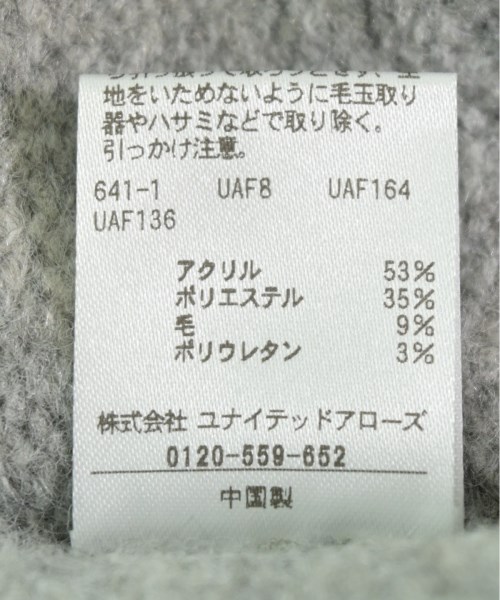 地をいためないように毛玉取り
器やハサミなどで取り除く。
引っかけ注意。
641-1 UAF8 UAF164
UAF136
アクリル 53%
ポリエステル 35%
毛 9%
ポリウレタン 3%
株式会社 ユナイテッドアローズ
0120-559-652
中国製